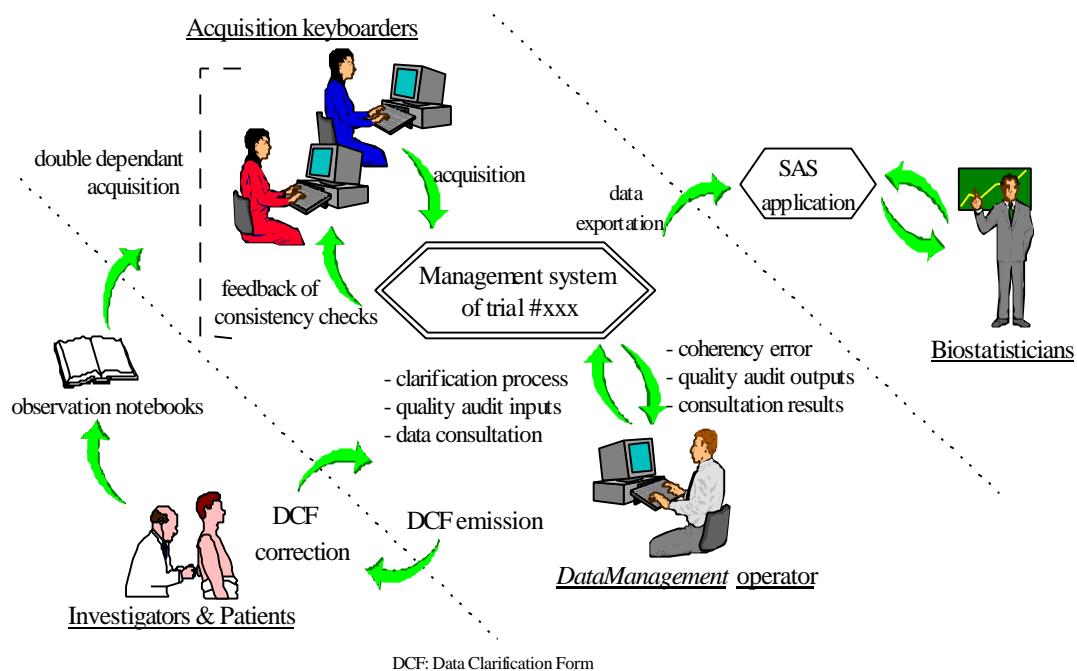 Acquisition keyboarders
double dependant
acquisition
acquisition
feedback of
consistency checks
data
exportation
SAS
application
Management system
of trial #xxx
Biostatisticians
observation notebooks
- clarification process
- quality audit inputs
- data consultation
- coherency error
- quality audit outputs
- consultation results
DCF
correction
DCF emission
DataManagement operator
Investigators & Patients
DCF: Data Clarification Form